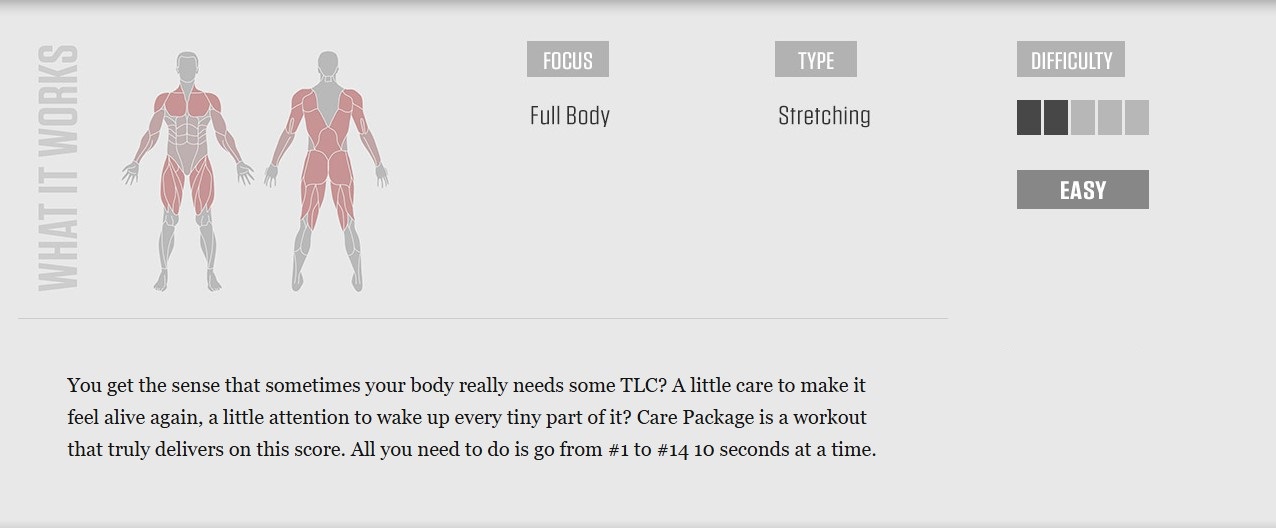 WHAT IT WORKS
FOCUS
Full Body
TYPE
Stretching
DIFFICULTY
EASY
You get the sense that sometimes your body really needs some TLC? A little care to make it
feel alive again, a little attention to wake up every tiny part of it? Care Package is a workout
that truly delivers on this score. All you need to do is go from #1 to #14 10 seconds at a time.